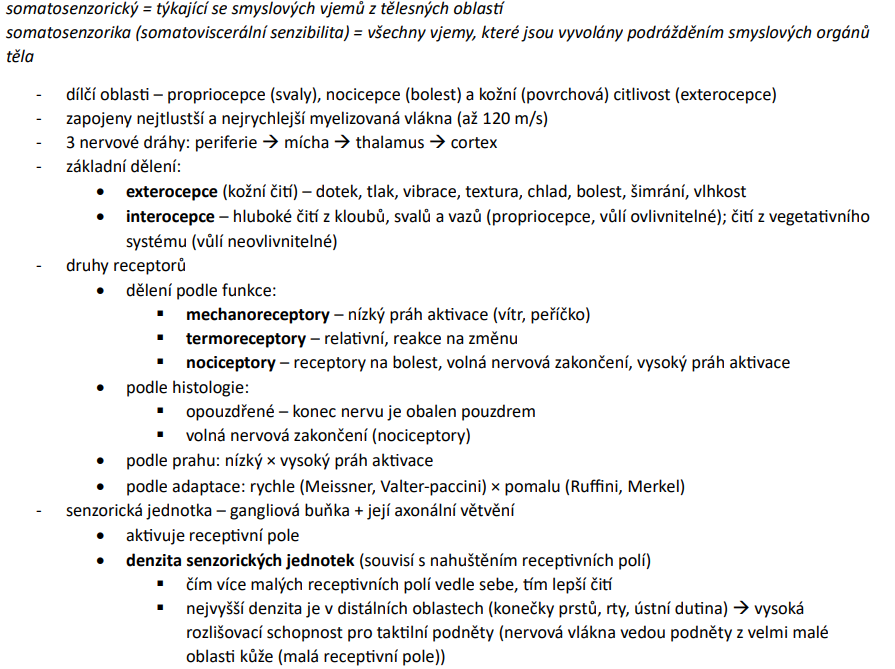 somatosenzorický = týkající se smyslových vjemů z tělesných oblastí
somatosenzorika (somatoviscerální senzibilita) = všechny vjemy, které jsou vyvolány podrážděním smyslových orgánů
těla
- dílčí oblasti – propriocepce (svaly), nocicepce (bolest) a kožní (povrchová) citlivost (exterocepce)
- zapojeny nejtlustší a nejrychlejší myelizovaná vlákna (až 120 m/s)
- 3 nervové dráhy: periferie → mícha → thalamus → cortex
- základní dělení:
• exterocepce (kožní čití) – dotek, tlak, vibrace, textura, chlad, bolest, šimrání, vlhkost
• interocepce – hluboké čití z kloubů, svalů a vazů (propriocepce, vůlí ovlivnitelné); čití z vegetativního
systému (vůlí neovlivnitelné)
- druhy receptorů
• dělení podle funkce:
▪ mechanoreceptory – nízký práh aktivace (vítr, peříčko)
▪ termoreceptory – relativní, reakce na změnu
▪ nociceptory – receptory na bolest, volná nervová zakončení, vysoký práh aktivace
• podle histologie:
▪ opouzdřené – konec nervu je obalen pouzdrem
▪ volná nervová zakončení (nociceptory)
• podle prahu: nízký × vysoký práh aktivace
• podle adaptace: rychle (Meissner, Valter-paccini) × pomalu (Ruffini, Merkel)
- senzorická jednotka – gangliová buňka + její axonální větvění
• aktivuje receptivní pole
• denzita senzorických jednotek (souvisí s nahuštěním receptivních polí)
▪ čím více malých receptivních polí vedle sebe, tím lepší čití
▪ nejvyšší denzita je v distálních oblastech (konečky prstů, rty, ústní dutina) → vysoká
rozlišovací schopnost pro taktilní podněty (nervová vlákna vedou podněty z velmi malé
oblasti kůže (malá receptivní pole))